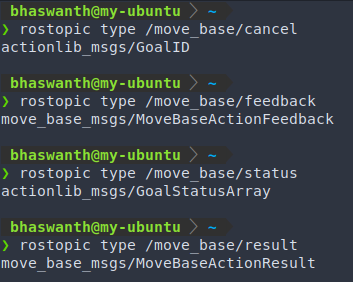 bhaswanth@my-ubuntu > ~
❯ rostopic type /move_base/cancel
actionlib_msgs/GoalID
bhaswanth@my-ubuntu > ~
❯ rostopic type /move_base/feedback
move_base_msgs/MoveBaseActionFeedback
bhaswanth@my-ubuntu > ~
❯ rostopic type /move_base/status
actionlib_msgs/GoalStatusArray
bhaswanth@my-ubuntu > ~
❯ rostopic type /move_base/result
move_base_msgs/MoveBaseActionResult